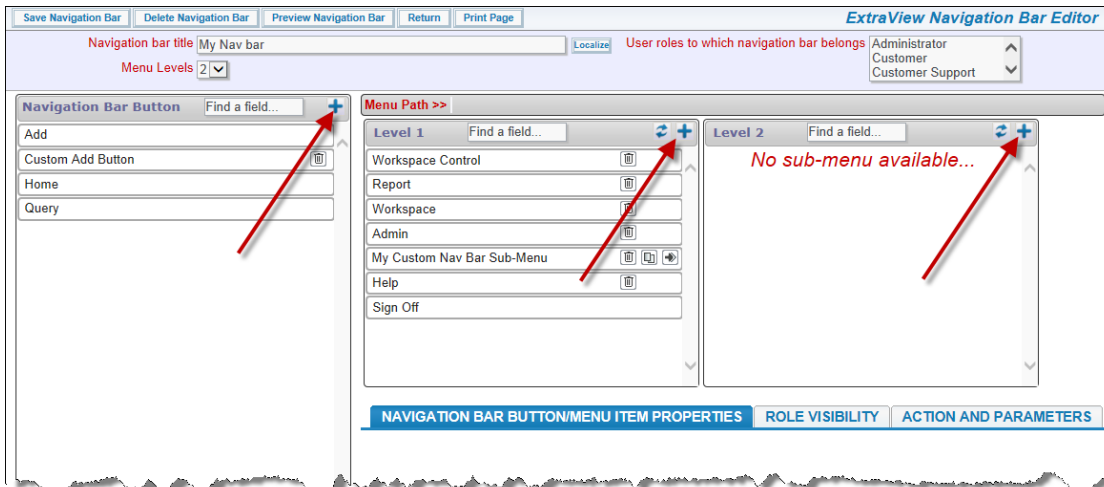 Save Navigation Bar Delete Navigation Bar Preview Navigation Bar Return Print Page ExtraView Navigation Bar Editor
Navigation bar title My Nav bar Localize User roles to which navigation bar belongs Administrator
Customer
Menu Levels 2 Customer Support
Navigation Bar Button Find a field... Menu Path >>
Level 1 Find a field... Level 2 Find a field...
Add
Custom Add Button
Home
Query
Workspace Control
Report
Workspace
Admin
My Custom Nav Bar Sub-Menu
Help
Sign Off
No sub-menu available...
NAVIGATION BAR BUTTON/MENU ITEM PROPERTIES ROLE VISIBILITY ACTION AND PARAMETERS